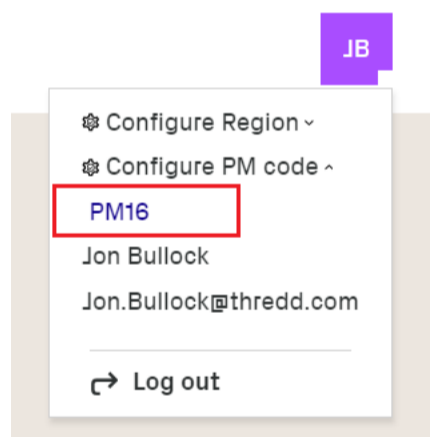 JB
Configure Region
Configure PM code
PM16
Jon Bullock
Jon.Bullock@thredd.com
Log out